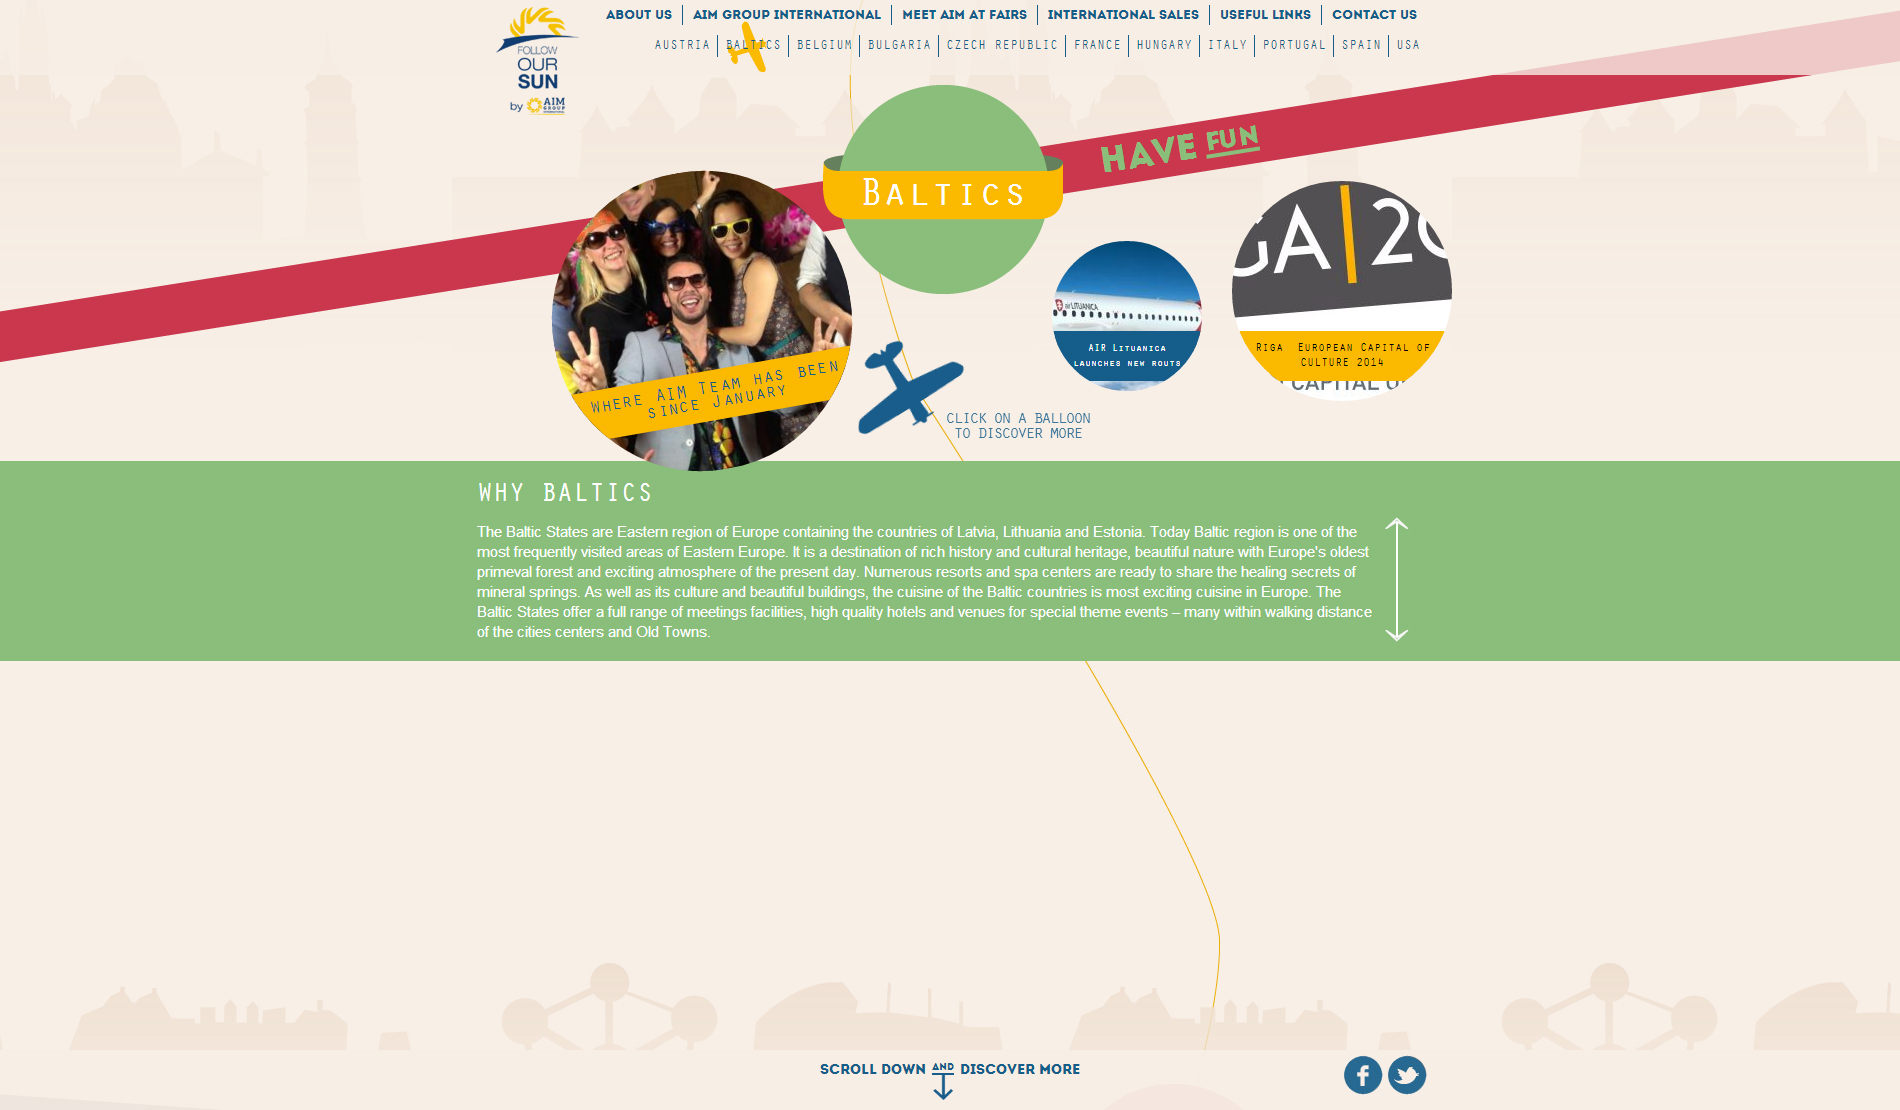 FOLLOW
OUR
SUN
by AIM
GROUP
INTERNATIONAL
ABOUT US
AIM GROUP INTERNATIONAL
MEET AIM AT FAIRS
INTERNATIONAL SALES
USEFUL LINKS
CONTACT US
AUSTRIA
BALTICS
BELGIUM
BULGARIA
CZECH REPUBLIC
FRANCE
HUNGARY
ITALY
PORTUGAL
SPAIN
USA
HAVE FUN
BALTICS
WHERE AIM TEAM HAS BEEN
SINCE JANUARY
air LITUANICA
AIR LITUANICA
LAUNCHES NEW ROUTS
GA|20
RIGA EUROPEAN CAPITAL OF
CULTURE 2014
CAPITAL O
CLICK ON A BALLOON
TO DISCOVER MORE
WHY BALTICS
The Baltic States are Eastern region of Europe containing the countries of Latvia, Lithuania and Estonia. Today Baltic region is one of the
most frequently visited areas of Eastern Europe. It is a destination of rich history and cultural heritage, beautiful nature with Europe's oldest
primeval forest and exciting atmosphere of the present day. Numerous resorts and spa centers are ready to share the healing secrets of
mineral springs. As well as its culture and beautiful buildings, the cuisine of the Baltic countries is most exciting cuisine in Europe. The
Baltic States offer a full range of meetings facilities, high quality hotels and venues for special theme events – many within walking distance
of the cities centers and Old Towns.
SCROLL DOWN AND DISCOVER MORE